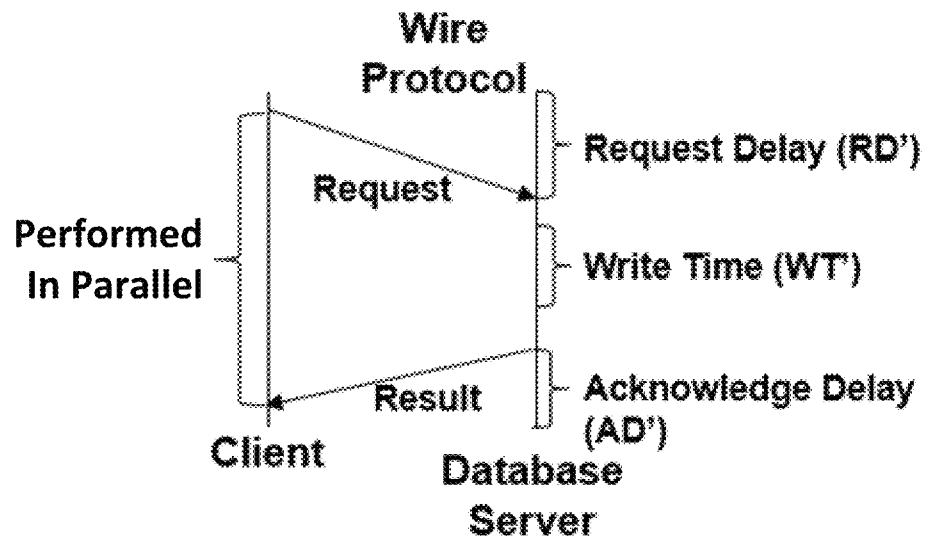 Wire
Protocol
Request Delay (RD')
Request
Performed
In Parallel
Write Time (WT')
Result
Acknowledge Delay
(AD')
Client
Database
Server